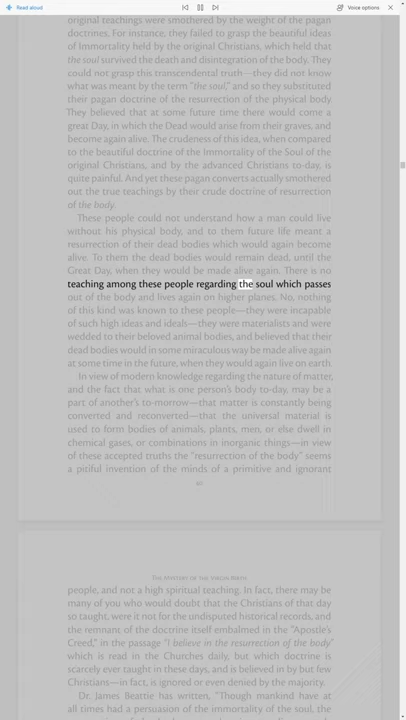 Read aloud
Voice options
original teachings were smothered by the weight of the pagan
doctrines. For instance, they failed to grasp the beautiful ideas
of Immortality held by the original Christians, which held that
the soul survived the death and disintegration of the body. They
could not grasp this transcendental truth—they did not know
what was meant by the term "the soul," and so they substituted
their pagan doctrine of the resurrection of the physical body
They believed that at some future time there would come a
great Day, in which the Dead would arise from their graves, and
become again alive. The crudeness of this idea, when compared
to the beautiful doctrine of the Immortality of the Soul of the
original Christians, and by the advanced Christians to-day, is
quite painful. And yet these pagan converts actually smothered
out the true teachings by their crude doctrine of resurrection
of the body.
These people could not understand how a man could live
without his physical body, and to them future life meant a
resurrection of their dead bodies which would again become
alive. To them the dead bodies would remain dead, until the
Great Day, when they would be made alive again. There is no
teaching among these people regarding the soul which passes
out of the body and lives again on higher planes. No, nothing
of this kind was known to these people—they were incapable
of such high ideas and ideals—they were materialists and were
wedded to their beloved animal bodies, and believed that their
dead bodies would in some miraculous way be made alive again
at some time in the future, when they would again live on earth.
In view of modern knowledge regarding the nature of matter,
and the fact that what is one person's body to-day, may be a
part of another's to-morrow—that matter is constantly being
converted and reconverted—that the universal material is
used to form bodies of animals, plants, men, or else dwell in
chemical gases, or combinations in inorganic things—in view
of these accepted truths the "resurrection of the body" seems
a pitiful invention of the minds of a primitive and ignorant
The Mystery of the Virgin Birth
people, and not a high spiritual teaching. In fact, there may be
many of you who would doubt that the Christians of that day
so taught, were it not for the undisputed historical records, and
the remnant of the doctrine itself embalmed in the "Apostle's
Creed," in the passage "I believe in the resurrection of the body"
which is read in the Churches daily, but which doctrine is
scarcely ever taught in these days, and is believed in by but few
Christians—in fact, is ignored or even denied by the majority.
Dr. James Beattie has written, "Though mankind have at
all times had a persuasion of the immortality of the soul, the